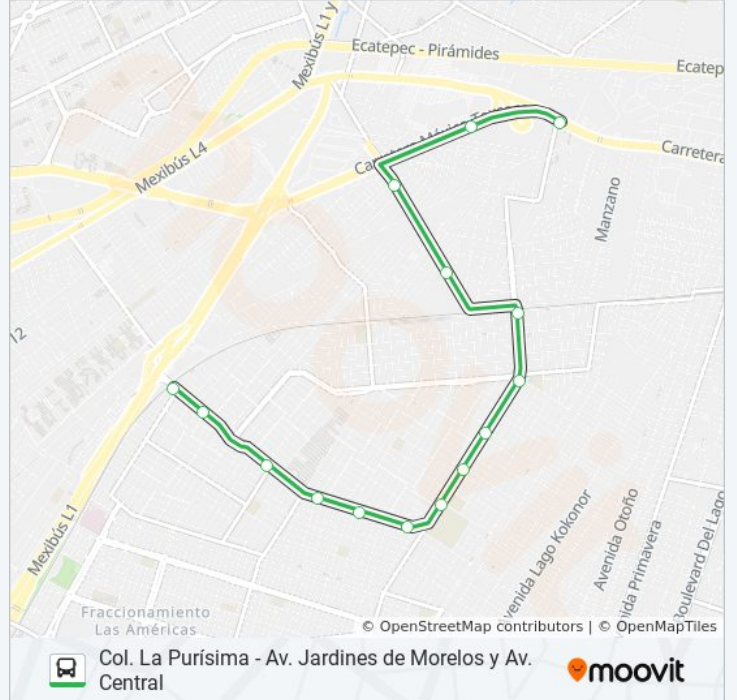 Mexibús L1 y
Ecatepec - Pirámides
Ecatep
Mexibús L4
Carretera
Manzano
12
Mexibús L1
Avenida Lago Kokonor
Avenida Otoño
nida Primavera
Boulevard Del Lago
Fraccionamiento
Las Américas
© OpenStreetMap contributors | © OpenMapTiles
Col. La Purísima - Av. Jardines de Morelos y Av.
Central
moovit